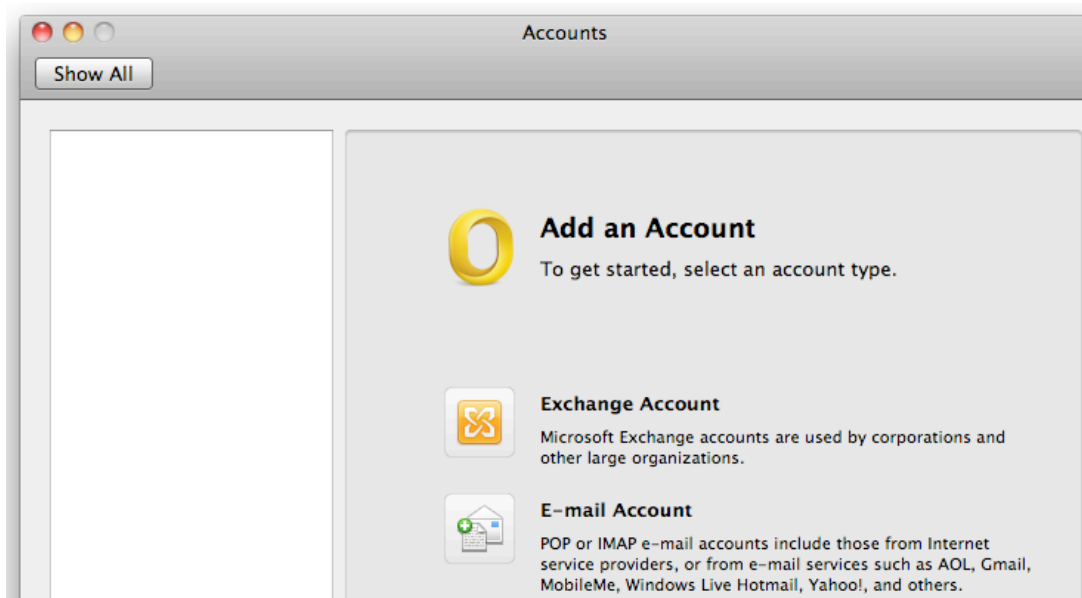 Accounts
Show All
Add an Account
To get started, select an account type.
Exchange Account
Microsoft Exchange accounts are used by corporations and
other large organizations.
E-mail Account
POP or IMAP e-mail accounts include those from Internet
service providers, or from e-mail services such as AOL, Gmail,
MobileMe, Windows Live Hotmail, Yahoo!, and others.